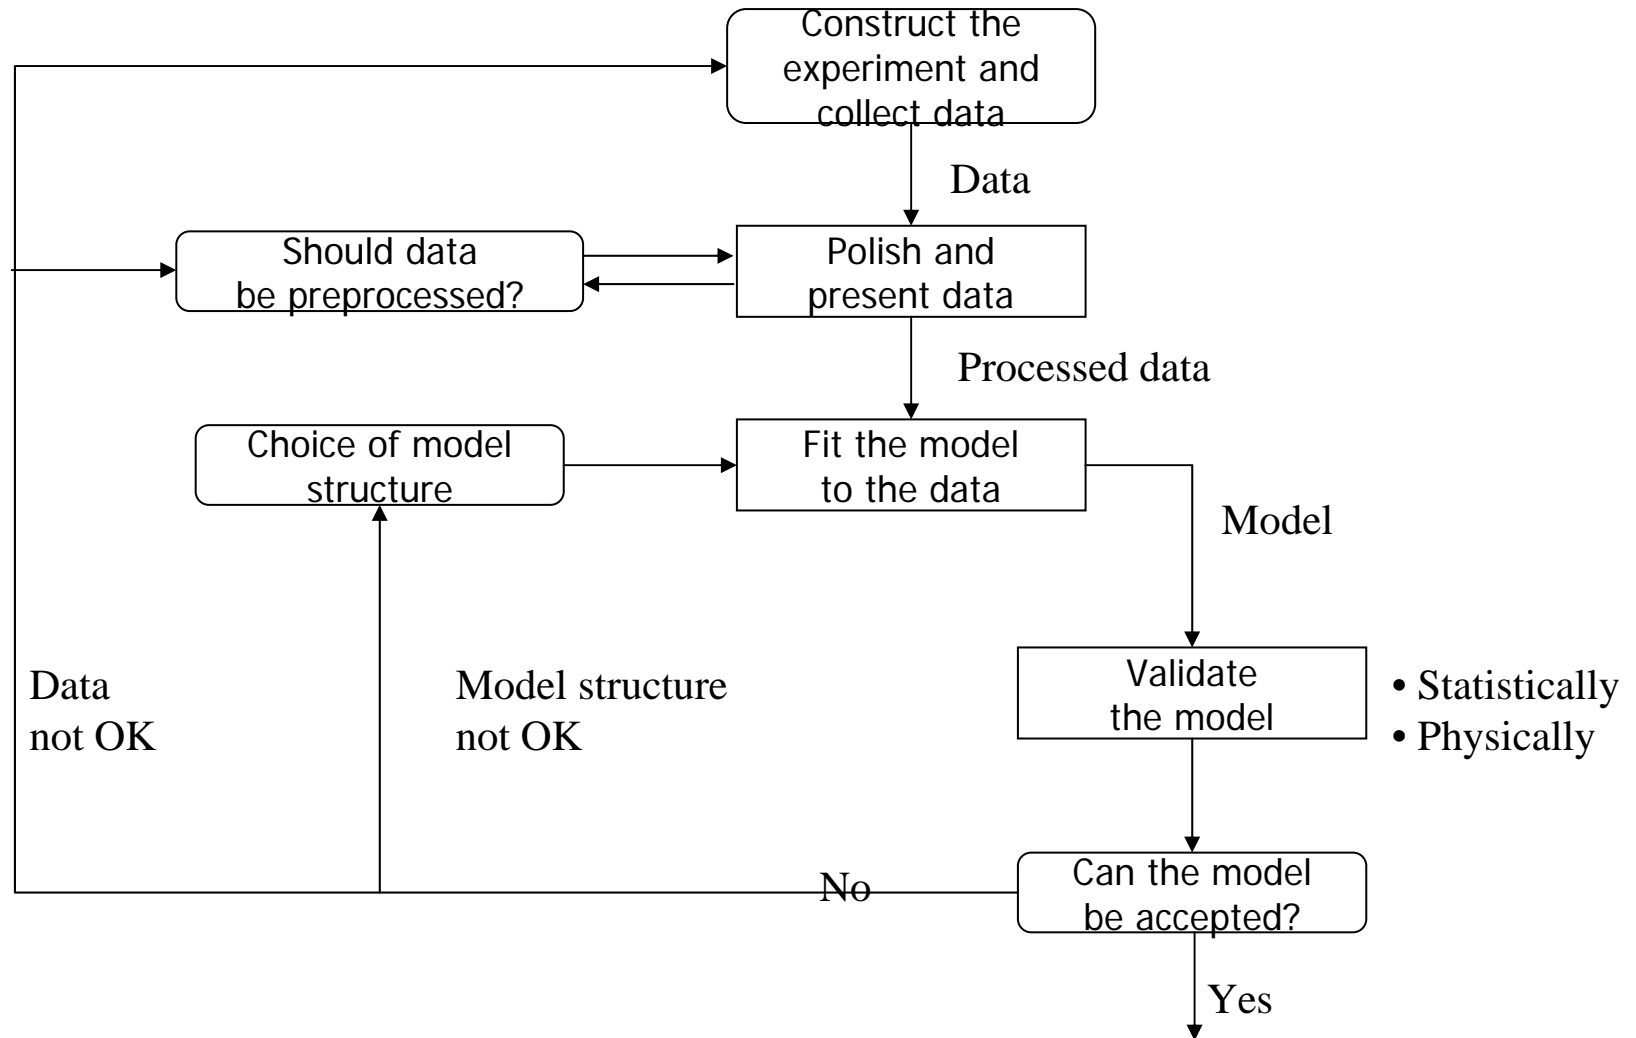 Construct the
experiment and
collect data
Data
Should data
be preprocessed?
Polish and
present data
Processed data
Choice of model
structure
Fit the model
to the data
Model
Data
not OK
Model structure
not OK
Validate
the model
• Statistically
• Physically
No
Can the model
be accepted?
Yes